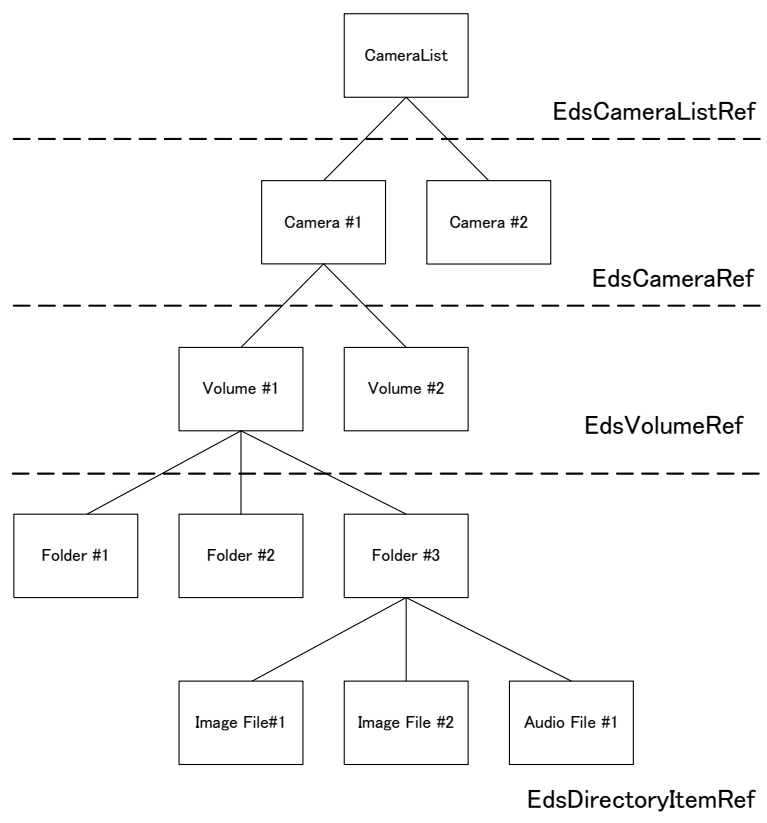 CameraList
EdsCameraListRef
Camera #1
Camera #2
EdsCameraRef
Volume #1
Volume #2
EdsVolumeRef
Folder #1
Folder #2
Folder #3
Image File#1
Image File #2
Audio File #1
EdsDirectoryItemRef